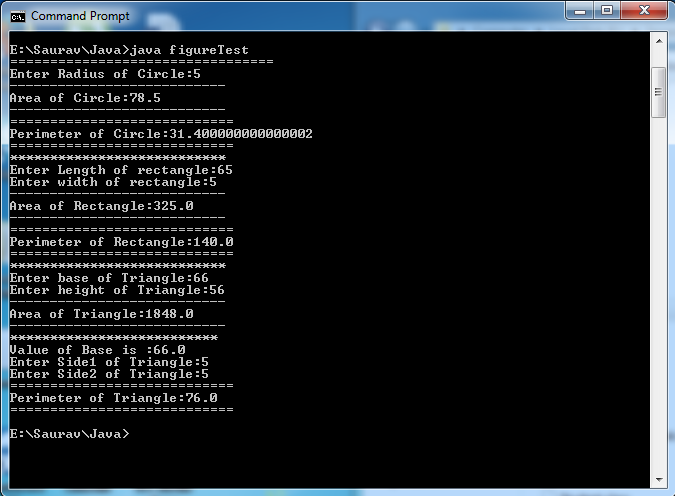 Command Prompt
E:\Saurav\Java>java figureTest
=================================
Enter Radius of Circle:5
---------------------------
Area of Circle:78.5
---------------------------
============================
Perimeter of Circle:31.400000000000002
============================
***************************
Enter Length of rectangle:65
Enter width of rectangle:5
---------------------------
Area of Rectangle:325.0
---------------------------
============================
Perimeter of Rectangle:140.0
============================
***************************
Enter base of Triangle:66
Enter height of Triangle:56
---------------------------
Area of Triangle:1848.0
---------------------------
**************************
Value of Base is :66.0
Enter Side1 of Triangle:5
Enter Side2 of Triangle:5
============================
Perimeter of Triangle:76.0
============================
E:\Saurav\Java>